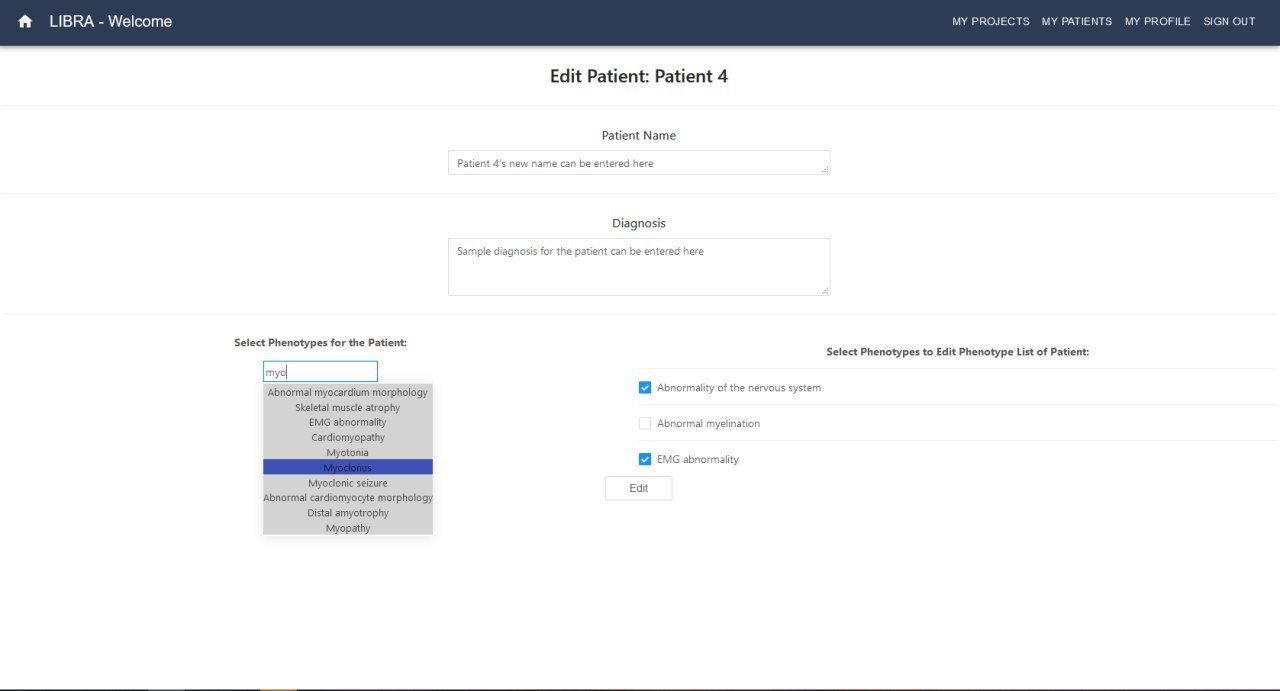 LIBRA - Welcome
MY PROJECTS MY PATIENTS MY PROFILE SIGN OUT
Edit Patient: Patient 4
Patient Name
Patient 4's new name can be entered here
Diagnosis
Sample diagnosis for the patient can be entered here
Select Phenotypes for the Patient:
myo
Abnormal myocardium morphology
Skeletal muscle atrophy
EMG abnormality
Cardiomyopathy
Myotonia
Myoclonus
Myoclonic seizure
Abnormal cardiomyocyte morphology
Distal amyotrophy
Myopathy
Select Phenotypes to Edit Phenotype List of Patient:
Abnormality of the nervous system
Abnormal myelination
EMG abnormality
Edit